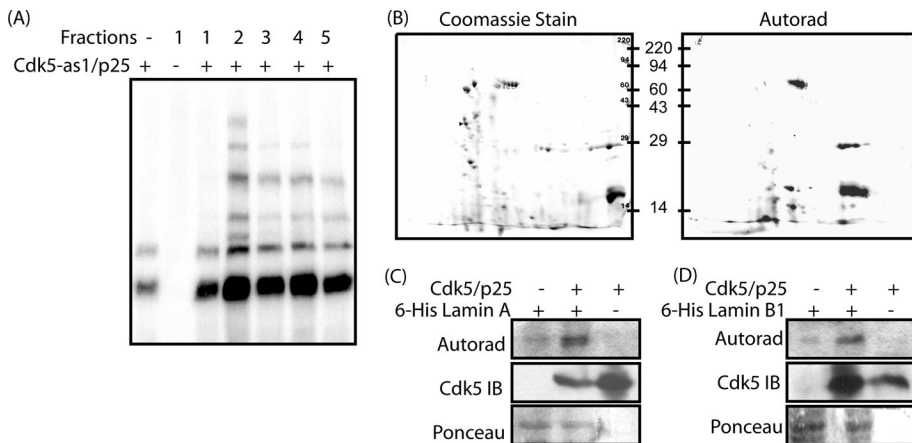 (A)
Fractions - 1 1 2 3 4 5
Cdk5-as1/p25 + - + + + + +
(B)
Coomassie Stain
Autorad
220
94
60
43
29
14
220
94
60
43
29
14
(C)
Cdk5/p25 - + +
6-His Lamin A + + -
Autorad
Cdk5 IB
Ponceau
(D)
Cdk5/p25 - + +
6-His Lamin B1 + + -
Autorad
Cdk5 IB
Ponceau